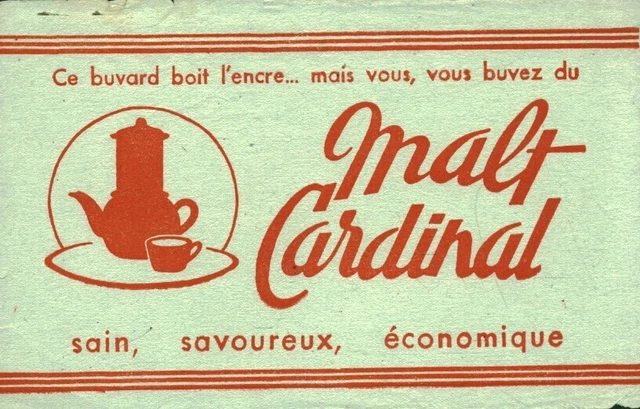 Ce buvard boit l'encre... mais vous, vous buvez du
Malt
Cardinal
sain, savoureux, économique